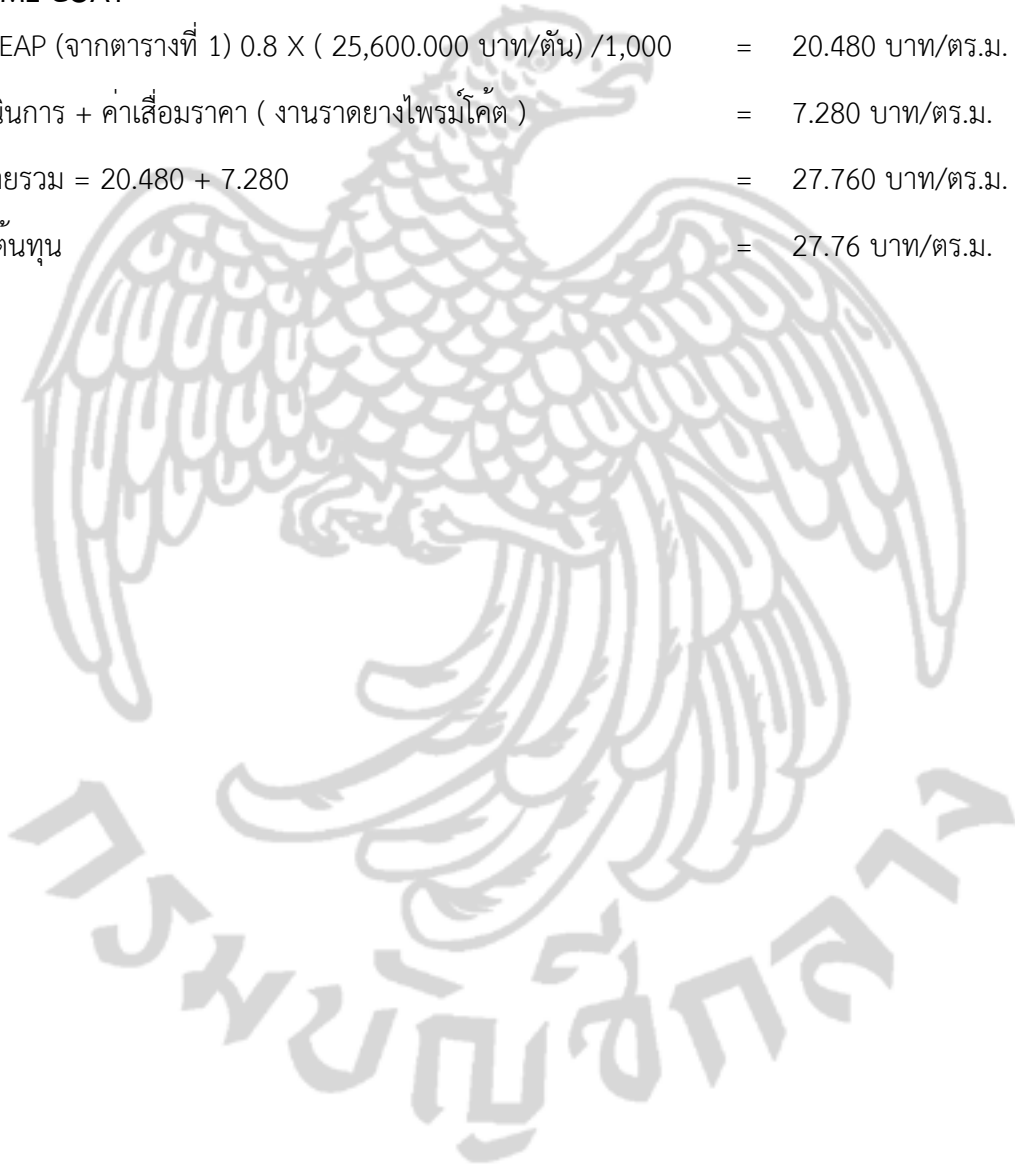 EAP (จากตารางที่ 1) 0.8 X ( 25,600.000 บาท/ตัน) /1,000 = 20.480 บาท/ตร.ม.
นินการ + ค่าเสื่อมราคา ( งานราดยางไพรม์โค้ต ) = 7.280 บาท/ตร.ม.
ายรวม = 20.480 + 7.280 = 27.760 บาท/ตร.ม.
ต้นทุน = 27.76 บาท/ตร.ม.
กรมบัญชีกลาง